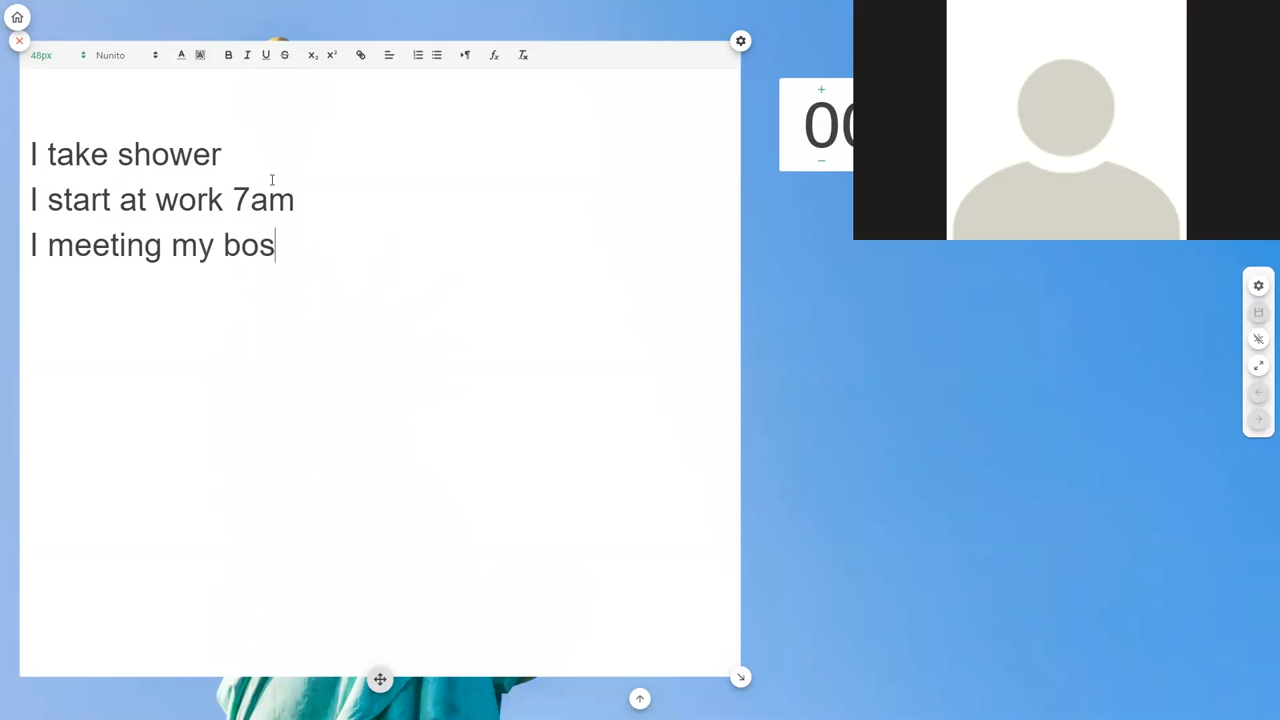 48px
Nunito
I take shower
I start at work 7am
I meeting my bos
00